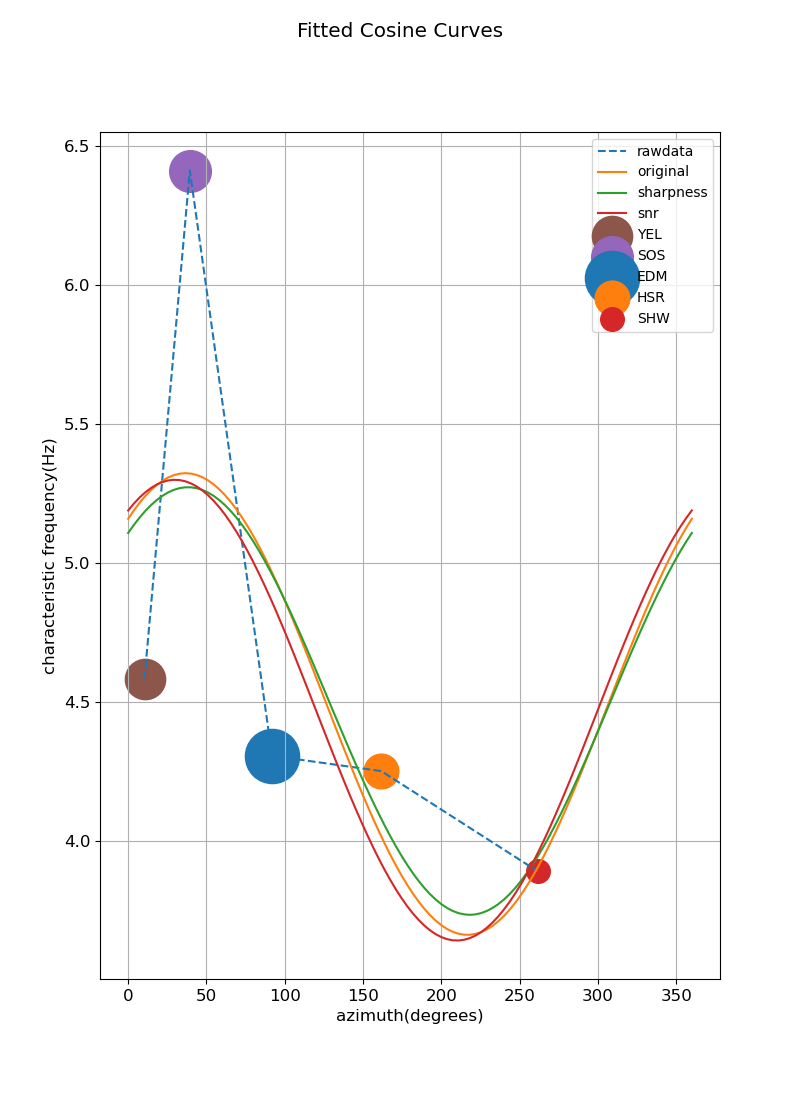 Fitted Cosine Curves
6.5
6.0
5.5
5.0
4.5
4.0
characteristic frequency(Hz)
rawdata
original
sharpness
snr
YEL
SOS
EDM
HSR
SHW
0 50 100 150 200 250 300 350
azimuth(degrees)